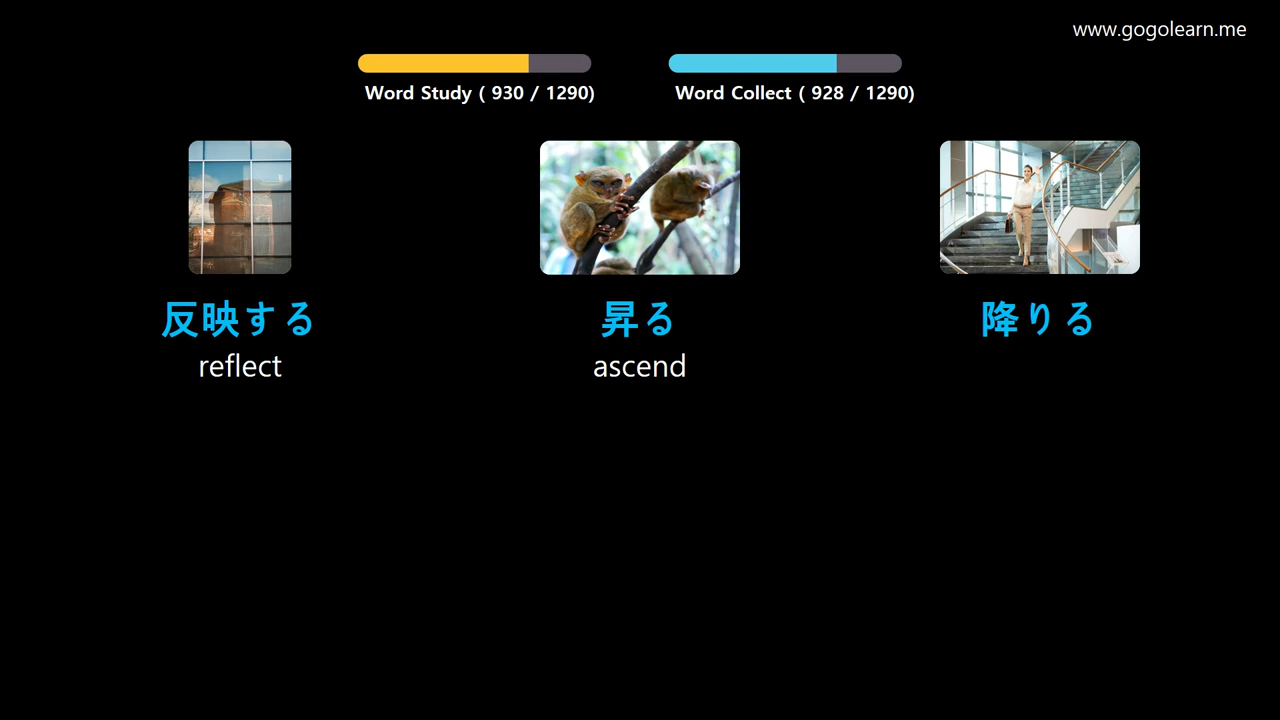 www.gogolearn.me
Word Study ( 930 / 1290)
Word Collect ( 928 / 1290)
反映する
昇る
降りる
reflect
ascend